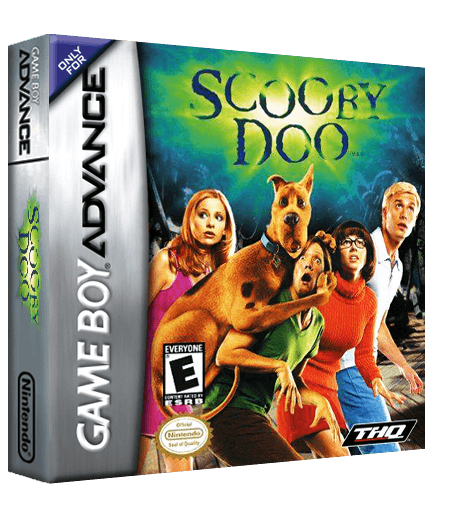 GAME BOY
ADVANCE
SCOOBY
DOO
Nintendo
ONLY
FOR
GAME BOY ADVANCE
SCOOBY
DOO
EVERYONE
E
CONTENT RATED BY
ESRB
Official
Nintendo
Seal of Quality
THQ